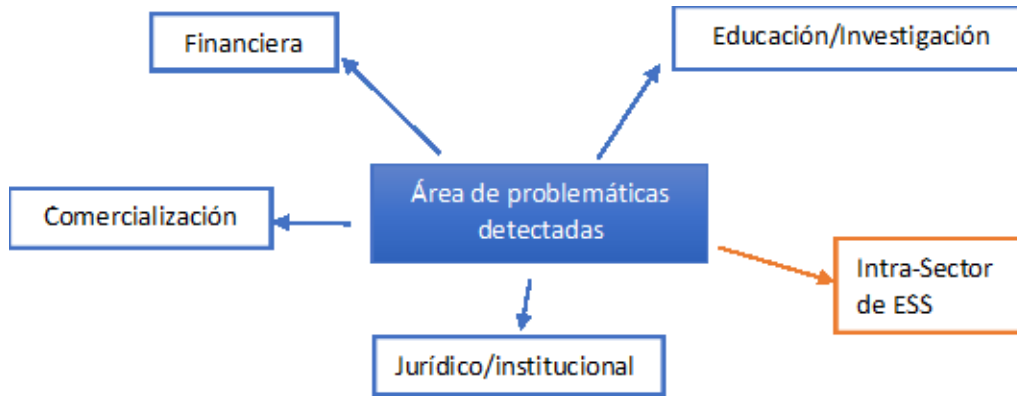 Financiera
Educación/Investigación
Área de problemáticas
detectadas
Comercialización
Intra-Sector
de ESS
Jurídico/institucional